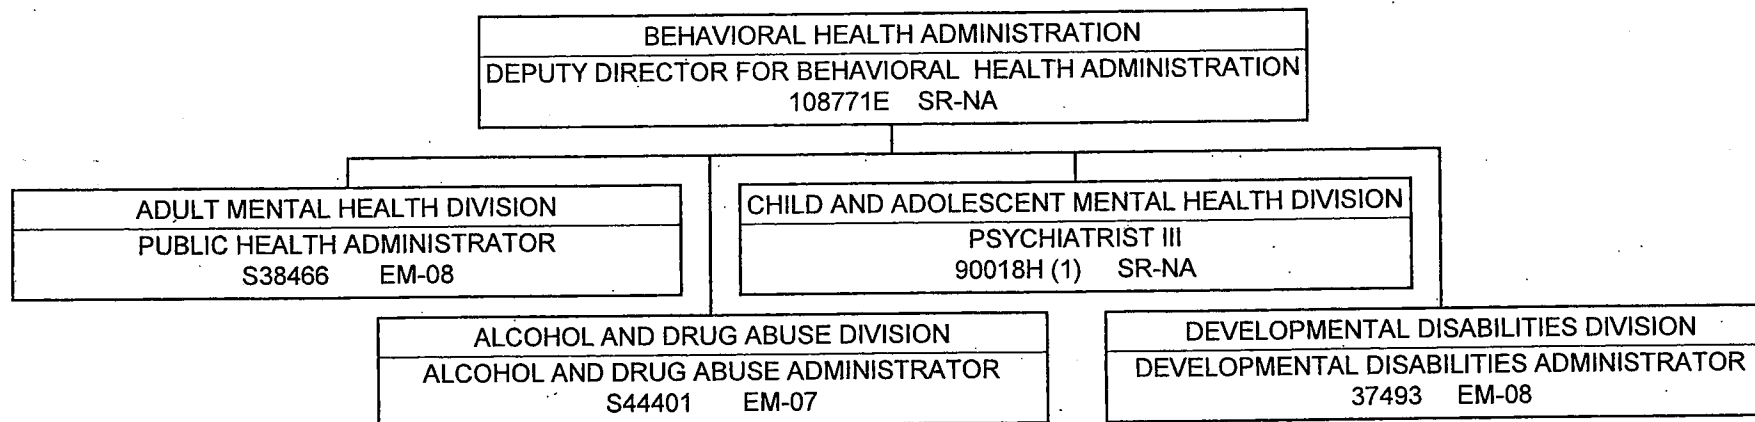 BEHAVIORAL HEALTH ADMINISTRATION
DEPUTY DIRECTOR FOR BEHAVIORAL HEALTH ADMINISTRATION
108771E SR-NA
ADULT MENTAL HEALTH DIVISION
PUBLIC HEALTH ADMINISTRATOR
S38466 EM-08
CHILD AND ADOLESCENT MENTAL HEALTH DIVISION
PSYCHIATRIST III
90018H (1) SR-NA
ALCOHOL AND DRUG ABUSE DIVISION
ALCOHOL AND DRUG ABUSE ADMINISTRATOR
S44401 EM-07
DEVELOPMENTAL DISABILITIES DIVISION
DEVELOPMENTAL DISABILITIES ADMINISTRATOR
37493 EM-08